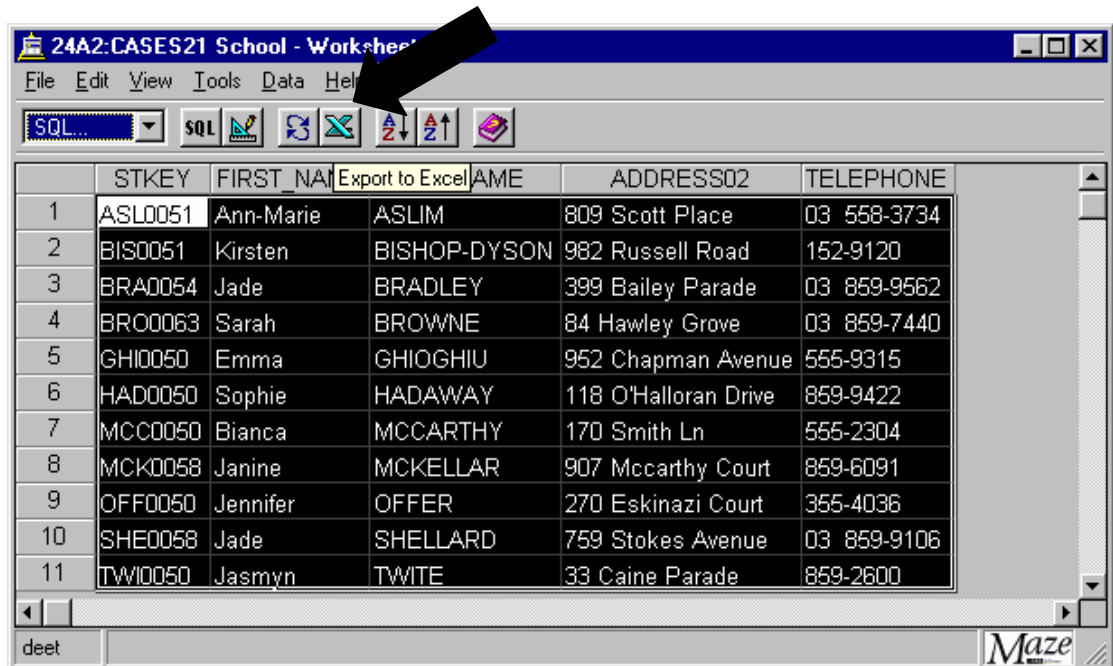 24A2:CASES21 School - Workshee
File Edit View Tools Data Hel
SQL... SQL
Export to Excel
STKEY FIRST_NA AME ADDRESS02 TELEPHONE
1 ASL0051 Ann-Marie ASLIM 809 Scott Place 03 558-3734
2 BIS0051 Kirsten BISHOP-DYSON 982 Russell Road 152-9120
3 BRA0054 Jade BRADLEY 399 Bailey Parade 03 859-9562
4 BRO0063 Sarah BROWNE 84 Hawley Grove 03 859-7440
5 GHI0050 Emma GHIOGHIU 952 Chapman Avenue 555-9315
6 HAD0050 Sophie HADAWAY 118 O'Halloran Drive 859-9422
7 MCC0050 Bianca MCCARTHY 170 Smith Ln 555-2304
8 MCK0058 Janine MCKELLAR 907 Mccarthy Court 859-6091
9 OFF0050 Jennifer OFFER 270 Eskinazi Court 355-4036
10 SHE0058 Jade SHELLARD 759 Stokes Avenue 03 859-9106
11 TWI0050 Jasmyn TWITE 33 Caine Parade 859-2600
deet Maze